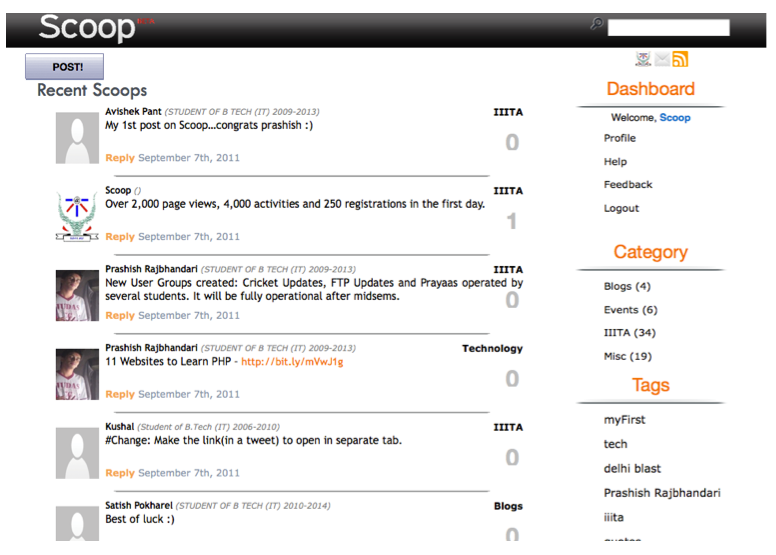 Scoop
POST!
Recent Scoops
Avishek Pant (STUDENT OF B TECH (IT) 2009-2013)
IIITA
My 1st post on Scoop...congrats prashish :)
0
Reply September 7th, 2011
Scoop ()
IIITA
Over 2,000 page views, 4,000 activities and 250 registrations in the first day.
1
Reply September 7th, 2011
Prashish Rajbhandari (STUDENT OF B TECH (IT) 2009-2013)
IIITA
New User Groups created: Cricket Updates, FTP Updates and Prayaas operated by
several students. It will be fully operational after midsems.
0
Reply September 7th, 2011
Prashish Rajbhandari (STUDENT OF B TECH (IT) 2009-2013)
Technology
11 Websites to Learn PHP - http://bit.ly/mVwJ1g
0
Reply September 7th, 2011
Kushal (Student of B.Tech (IT) 2006-2010)
IIITA
#Change: Make the link(in a tweet) to open in separate tab.
0
Reply September 7th, 2011
Satish Pokharel (STUDENT OF B TECH (IT) 2010-2014)
Blogs
Best of luck :)
0
Dashboard
Welcome, Scoop
Profile
Help
Feedback
Logout
Category
Blogs (4)
Events (6)
IIITA (34)
Misc (19)
Tags
myFirst
tech
delhi blast
Prashish Rajbhandari
iiita